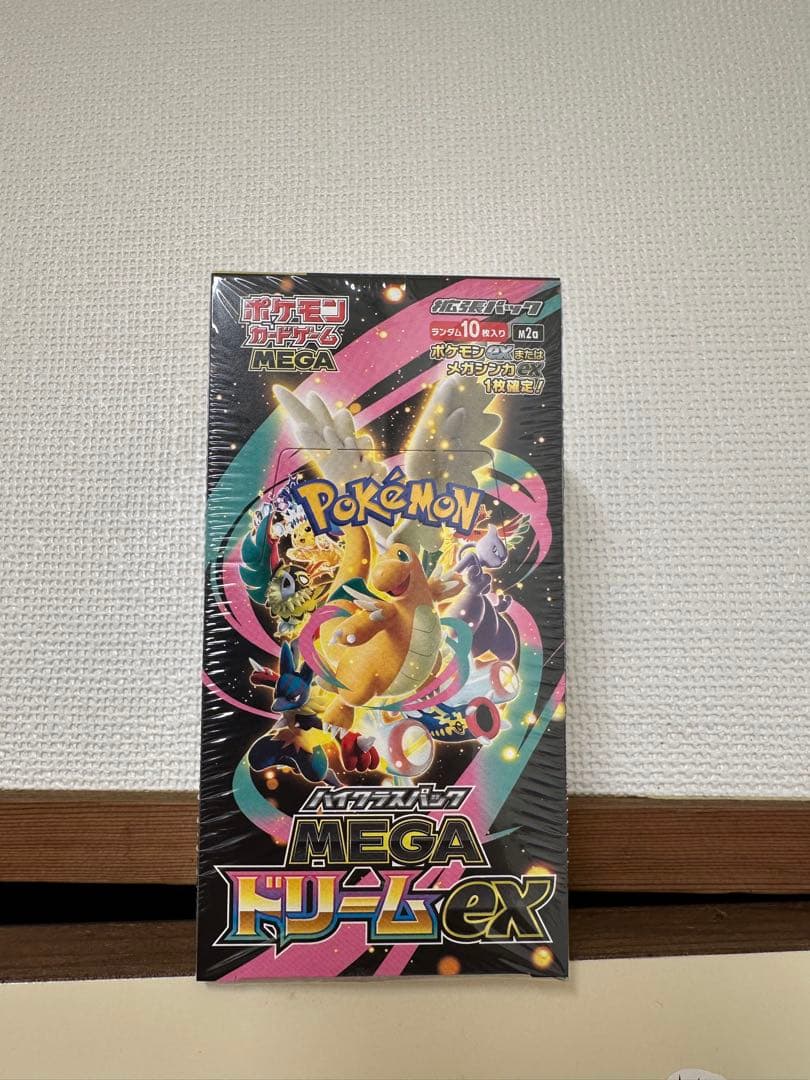 ポケモン
カードゲーム
MEGA
拡張パック
ランダム10枚入り
M2a
ポケモンexまたは
メガシンカex
1枚確定!
POKÉMON
ハイクラスパック
MEGA
ドリームex